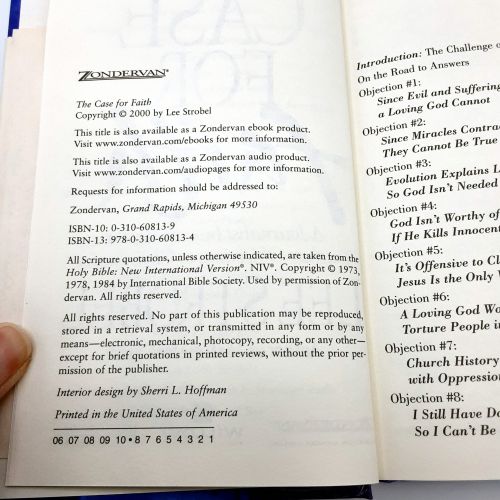 ZONDERVAN®
The Case for Faith
Copyright © 2000 by Lee Strobel
This title is also available as a Zondervan ebook product.
Visit www.zondervan.com/ebooks for more information.
This title is also available as a Zondervan audio product.
Visit www.zondervan.com/audiopages for more information.
Requests for information should be addressed to:
Zondervan, Grand Rapids, Michigan 49530
ISBN-10: 0-310-60813-9
ISBN-13: 978-0-310-60813-4
All Scripture quotations, unless otherwise indicated, are taken from the
Holy Bible: New International Version®. NIV®. Copyright © 1973,
1978, 1984 by International Bible Society. Used by permission of Zon-
dervan. All rights reserved.
All rights reserved. No part of this publication may be reproduced,
stored in a retrieval system, or transmitted in any form or by any
means—electronic, mechanical, photocopy, recording, or any other—
except for brief quotations in printed reviews, without the prior per-
mission of the publisher.
Interior design by Sherri L. Hoffman
Printed in the United States of America
06 07 08 09 10 • 8 7 6 5 4 3 2 1
Introduction: The Challenge
On the Road to Answers
Objection #1:
Since Evil and Suffering
a Loving God Cannot
Objection #2:
Since Miracles
They Cannot Be True
Objection #3:
Evolution Explains
So God Isn't Needed
Objection #4:
God Isn't Worthy of
If He Kills Innocent
Objection #5:
It's Offensive to
Jesus Is the Only
Objection #6:
A Loving God
Torture People
Objection #7:
Church History
with
Objection #8:
I Still Have
So I Can't Be